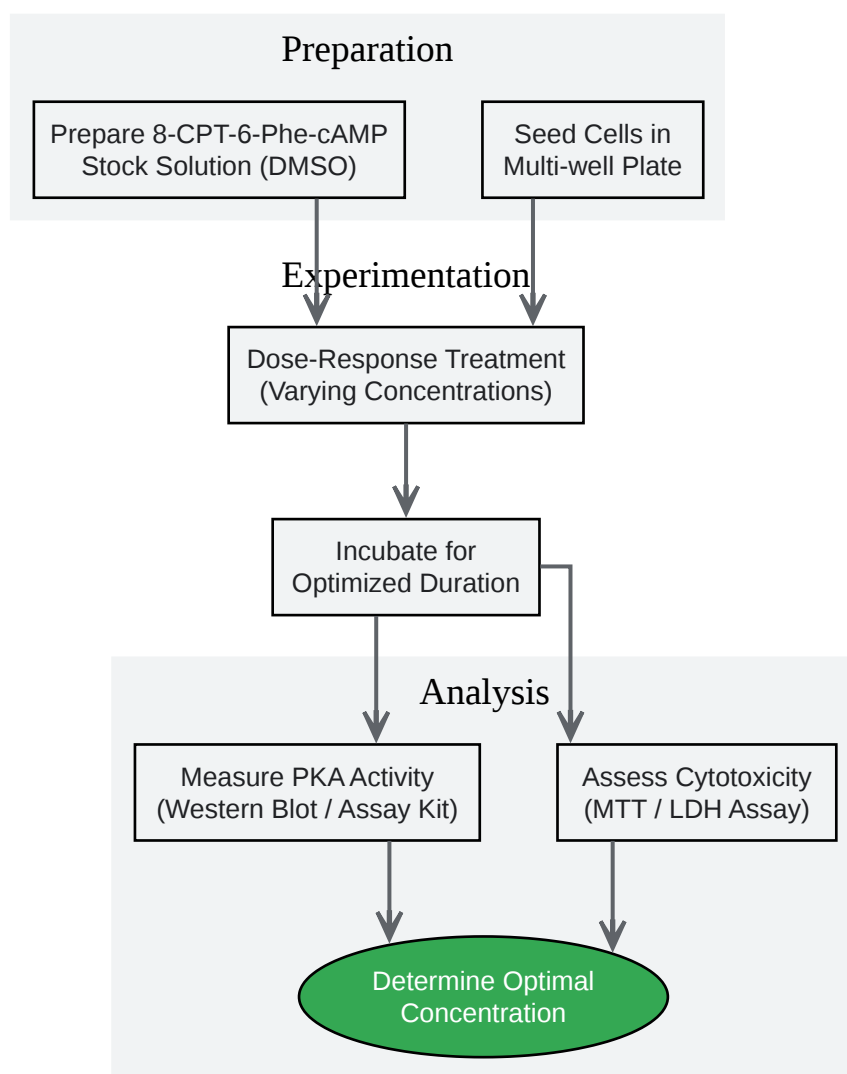 Preparation
Prepare 8-CPT-6-Phe-cAMP
Stock Solution (DMSO)
Seed Cells in
Multi-well Plate
Experimentation
Dose-Response Treatment
(Varying Concentrations)
Incubate for
Optimized Duration
Analysis
Measure PKA Activity
(Western Blot / Assay Kit)
Assess Cytotoxicity
(MTT / LDH Assay)
Determine Optimal
Concentration